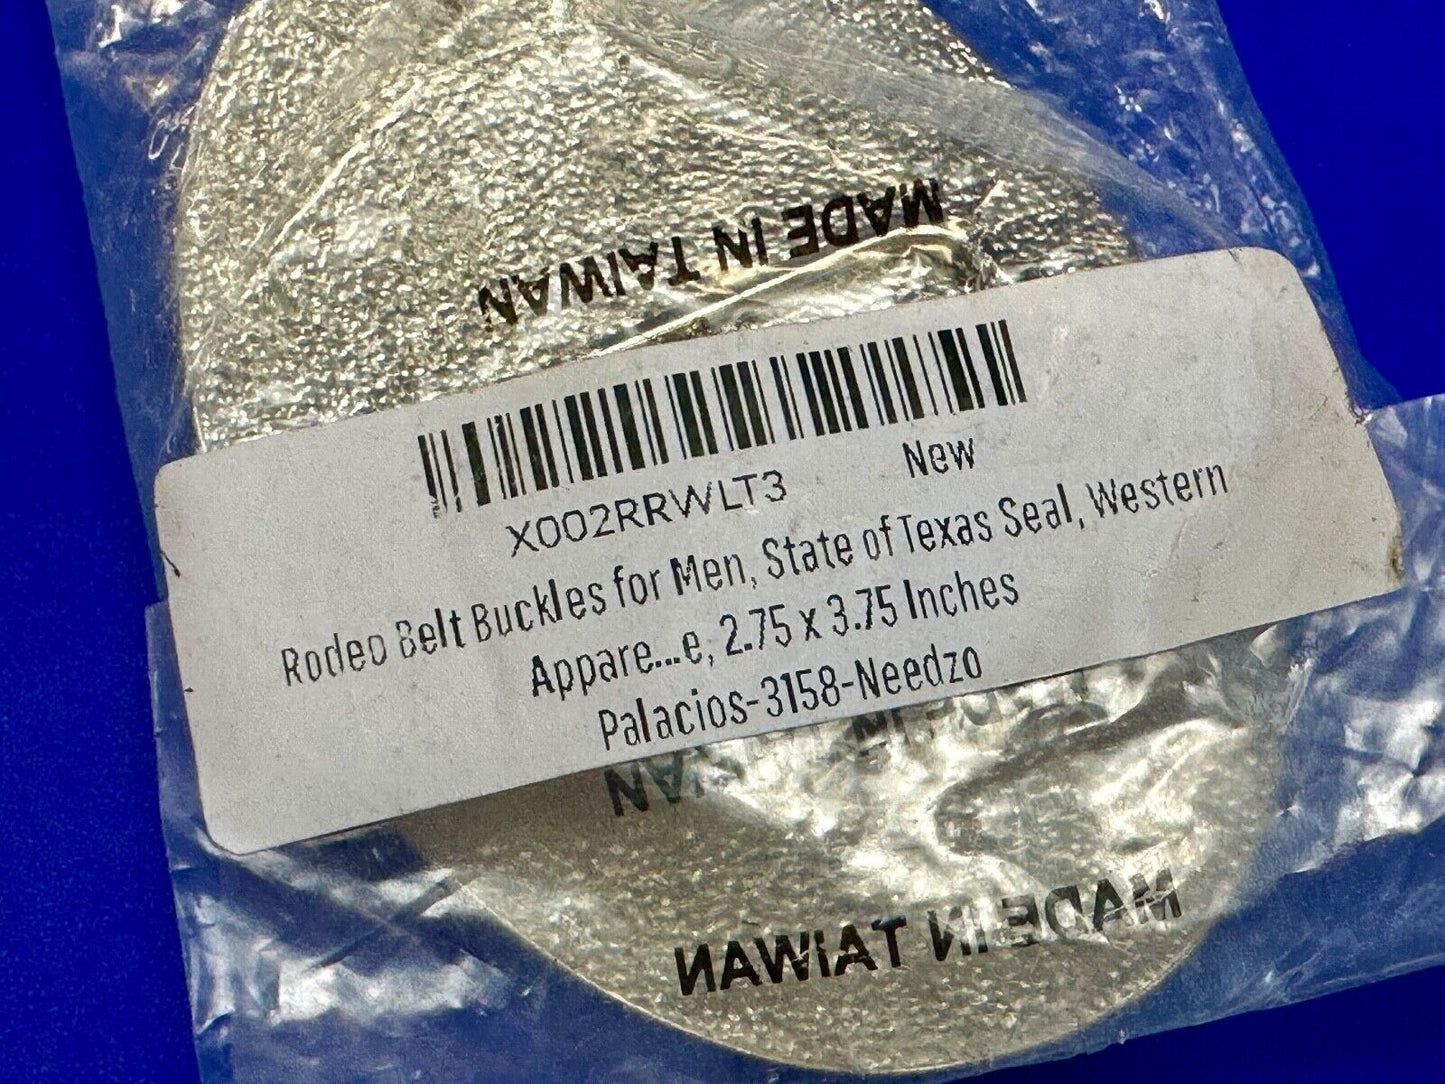 MADE IN TAIWAN
X002RRWLT3
New
Rodeo Belt Buckles for Men, State of Texas Seal, Western
Appare...e, 2.75 x 3.75 Inches
Palacios-3158-Needzo
MADE IN TAIWAN